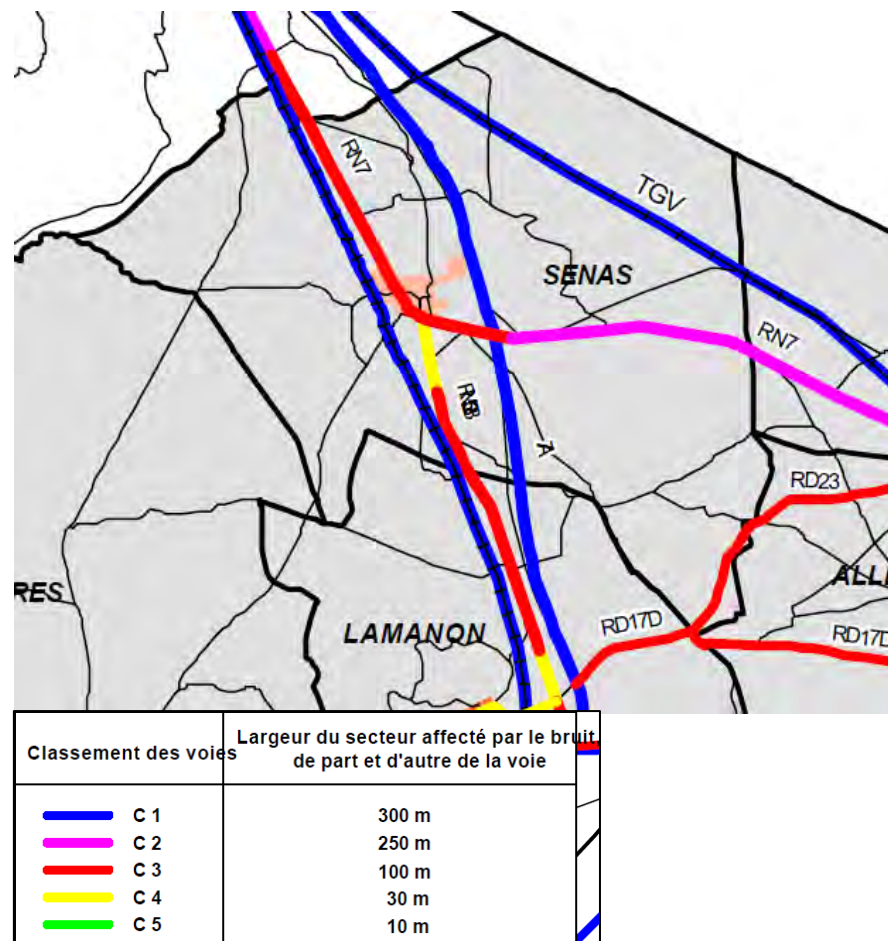 RN7
TGV
SENAS
RN7
RD23
RES
ALLE
LAMANON
RD17D
RD17D
Classement des voies
Largeur du secteur affecté par le bruit
de part et d'autre de la voie
C 1 300 m
C 2 250 m
C 3 100 m
C 4 30 m
C 5 10 m